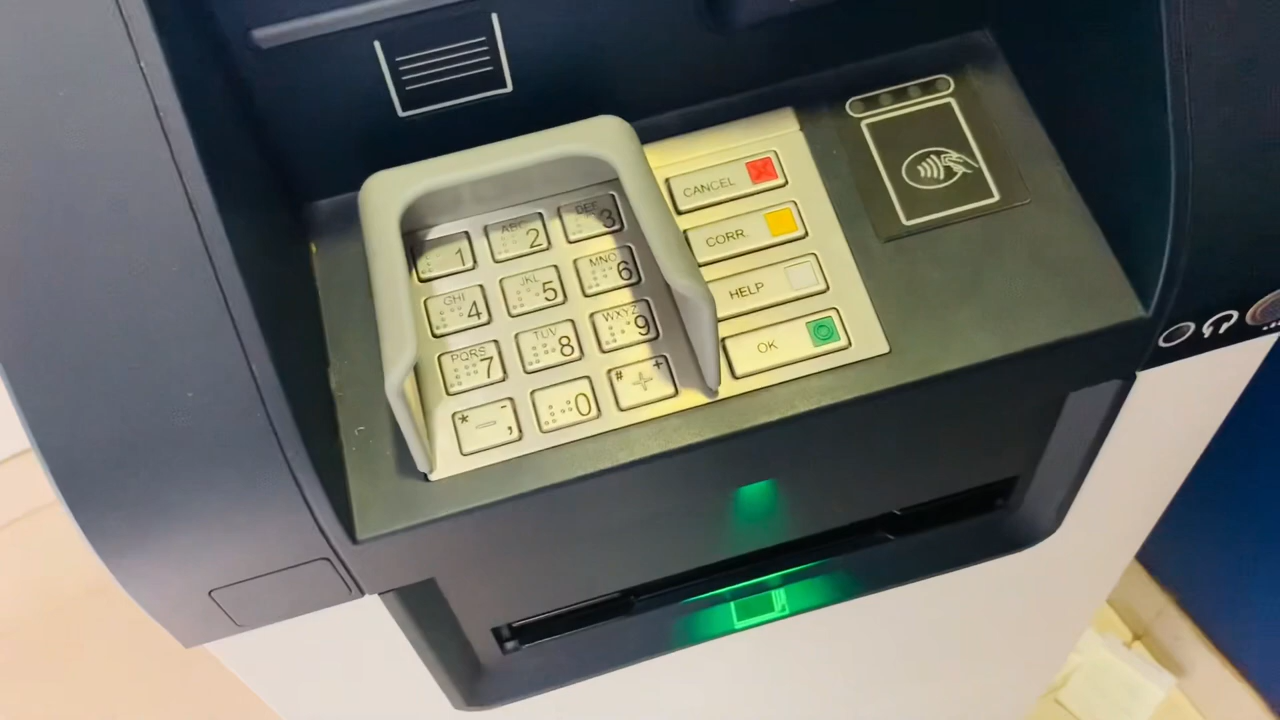 1
ABC 2
DEF 3
CANCEL
GHI 4
JKL 5
MNO 6
CORR.
PQRS 7
TUV 8
WXYZ 9
HELP
* - ;
0
# + +
OK